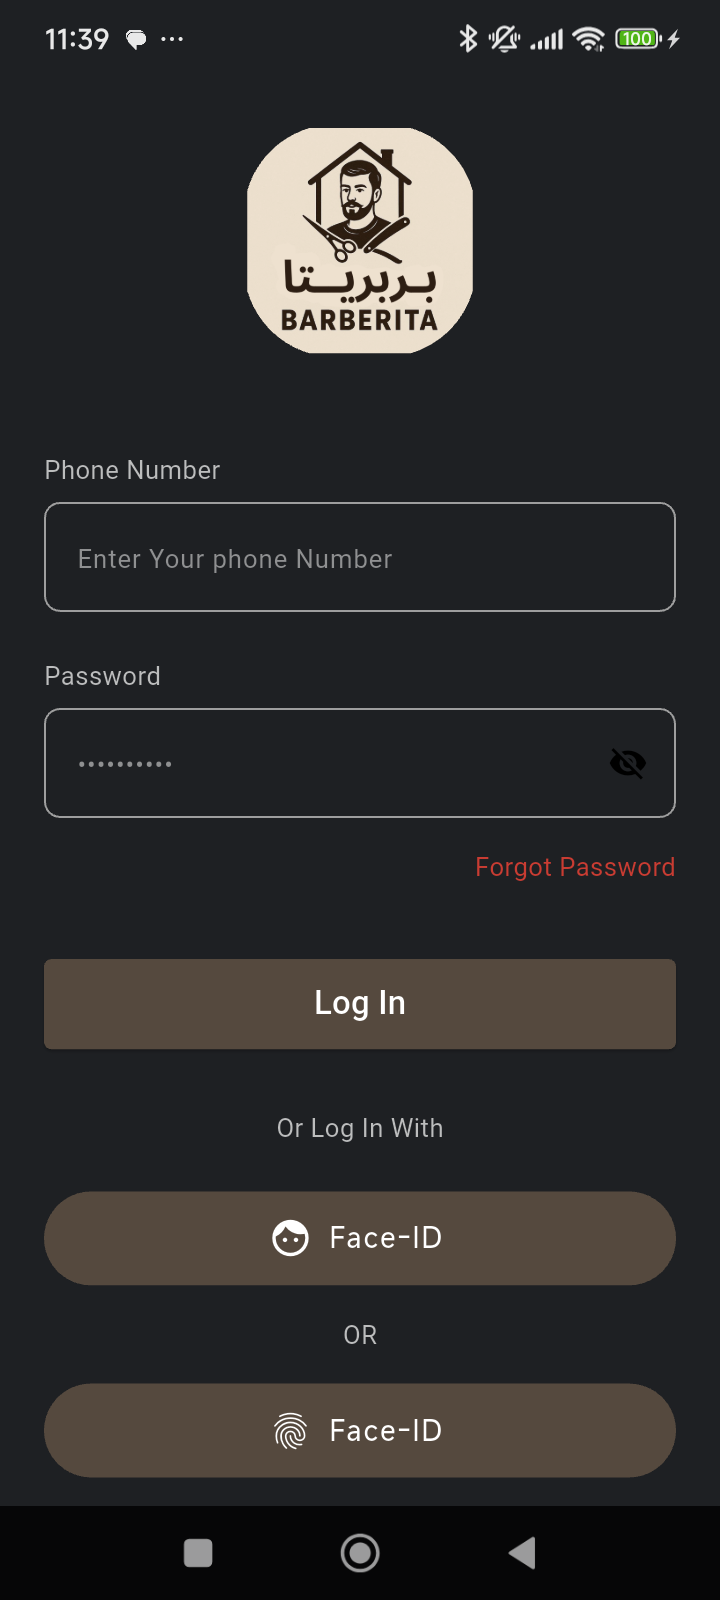 11:39
100
بربريتا
BARBERITA
Phone Number
Enter Your phone Number
Password
••••••••••
Forgot Password
Log In
Or Log In With
Face-ID
OR
Face-ID